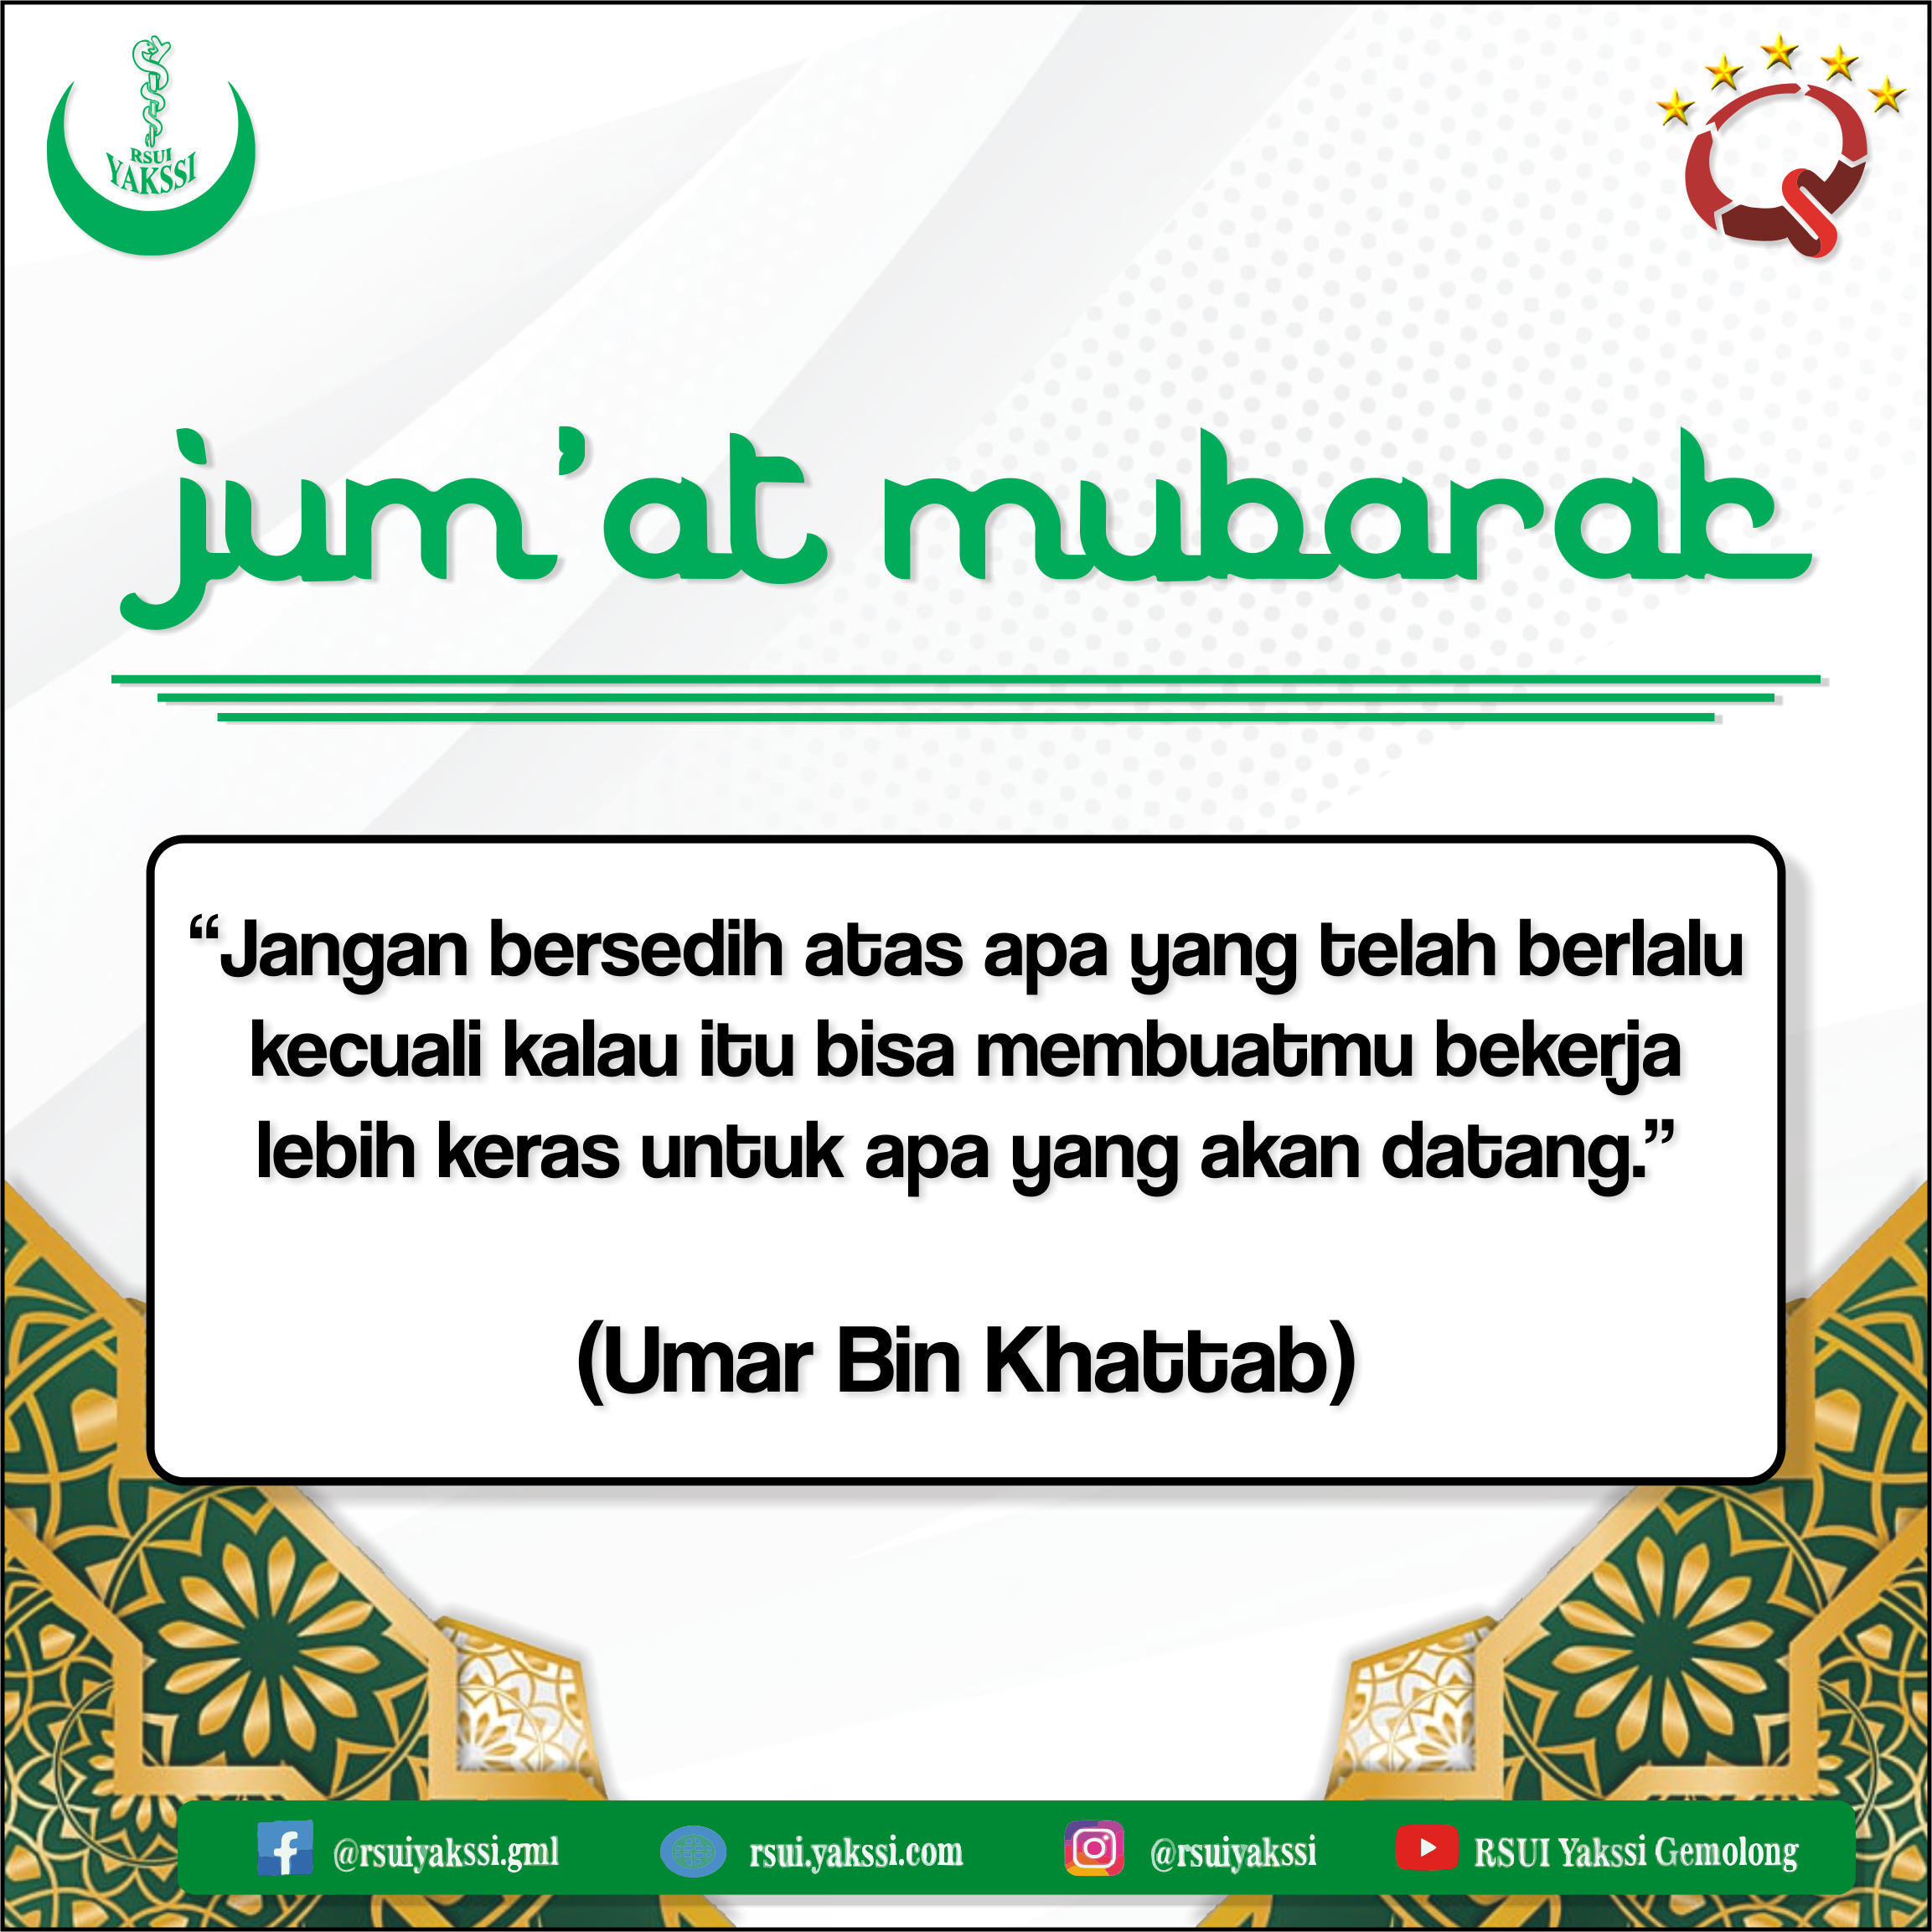 RSUI
YAKSSI
jum'at mubarak
“Jangan bersedih atas apa yang telah berlalu
kecuali kalau itu bisa membuatmu bekerja
lebih keras untuk apa yang akan datang.”
(Umar Bin Khattab)
@rsuiyakssi.gml
rsui.yakssi.com
@rsuiyakssi
RSUI Yakssi Gemolong